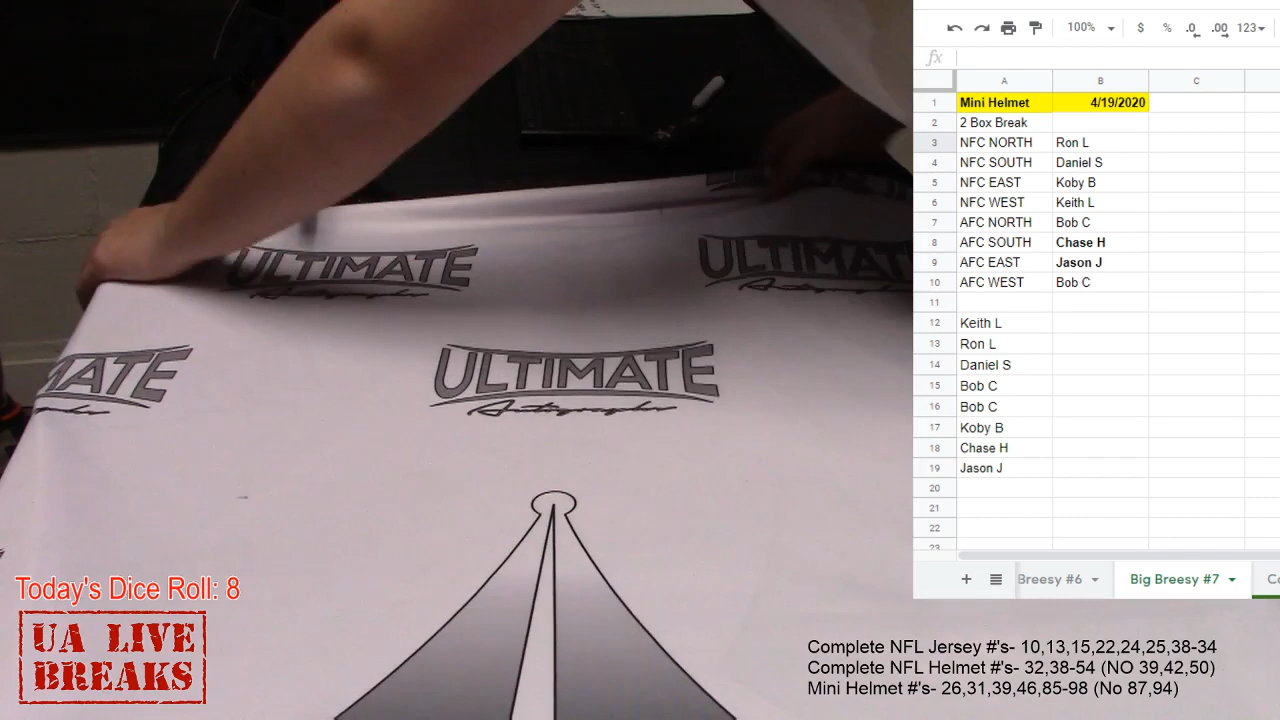 100%
$ % .0 .00 123
fx
A B C
1 Mini Helmet 4/19/2020
2 2 Box Break
3 NFC NORTH Ron L
4 NFC SOUTH Daniel S
5 NFC EAST Koby B
6 NFC WEST Keith L
7 AFC NORTH Bob C
8 AFC SOUTH Chase H
9 AFC EAST Jason J
10 AFC WEST Bob C
11
12 Keith L
13 Ron L
14 Daniel S
15 Bob C
16 Bob C
17 Koby B
18 Chase H
19 Jason J
20
21
22
23
Breesy #6 Big Breesy #7 Co
ULTIMATE
Autographs
ULTIMATE
Autographs
ULTIMATE
Autographs
Today's Dice Roll: 8
UA LIVE
BREAKS
Complete NFL Jersey #'s- 10,13,15,22,24,25,38-34
Complete NFL Helmet #'s- 32,38-54 (NO 39,42,50)
Mini Helmet #'s- 26,31,39,46,85-98 (No 87,94)